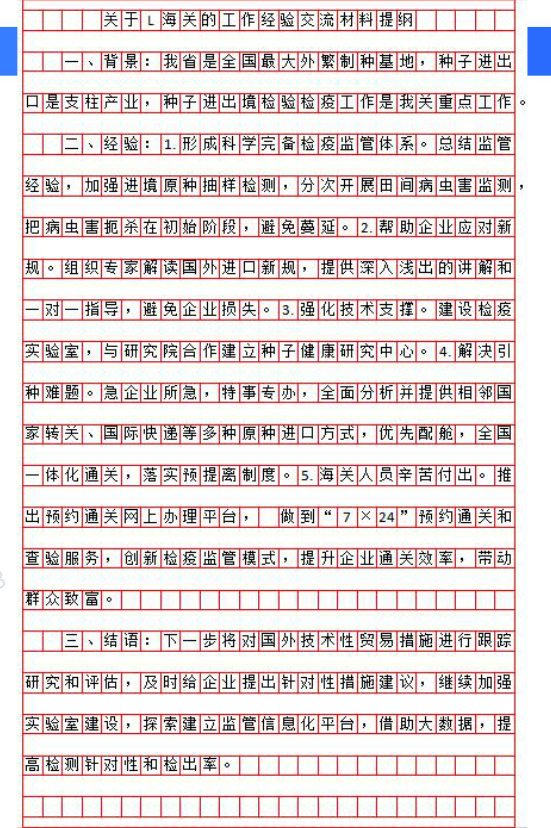 关于L海关的工作经验交流材料提纲
一、背景：我省是全国最大外繁制种基地，种子进出
口是支柱产业，种子进出境检验检疫工作是我关重点工作。
二、经验：1.形成科学完备检疫监管体系。总结监管
经验，加强进境原种抽样检测，分次开展田间病虫害监测，
把病虫害扼杀在初始阶段，避免蔓延。2.帮助企业应对新
规。组织专家解读国外进口新规，提供深入浅出的讲解和
一对一指导，避免企业损失。3.强化技术支撑。建设检疫
实验室，与研究院合作建立种子健康研究中心。4.解决引
种难题。急企业所急，特事专办，全面分析并提供相邻国
家转关、国际快递等多种原种进口方式，优先配舱，全国
一体化通关，落实预提离制度。5.海关人员辛苦付出。推
出预约通关网上办理平台， 做到“7×24”预约通关和
查验服务，创新检疫监管模式，提升企业通关效率，带动
群众致富。
三、结语：下一步将对国外技术性贸易措施进行跟踪
研究和评估，及时给企业提出针对性措施建议，继续加强
实验室建设，探索建立监管信息化平台，借助大数据，提
高检测针对性和检出率。